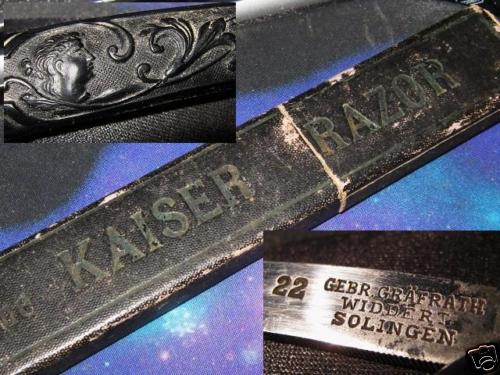 KAISER RAZOR
22 GEBR. GRÄFRATH
WIDDERT
SOLINGEN